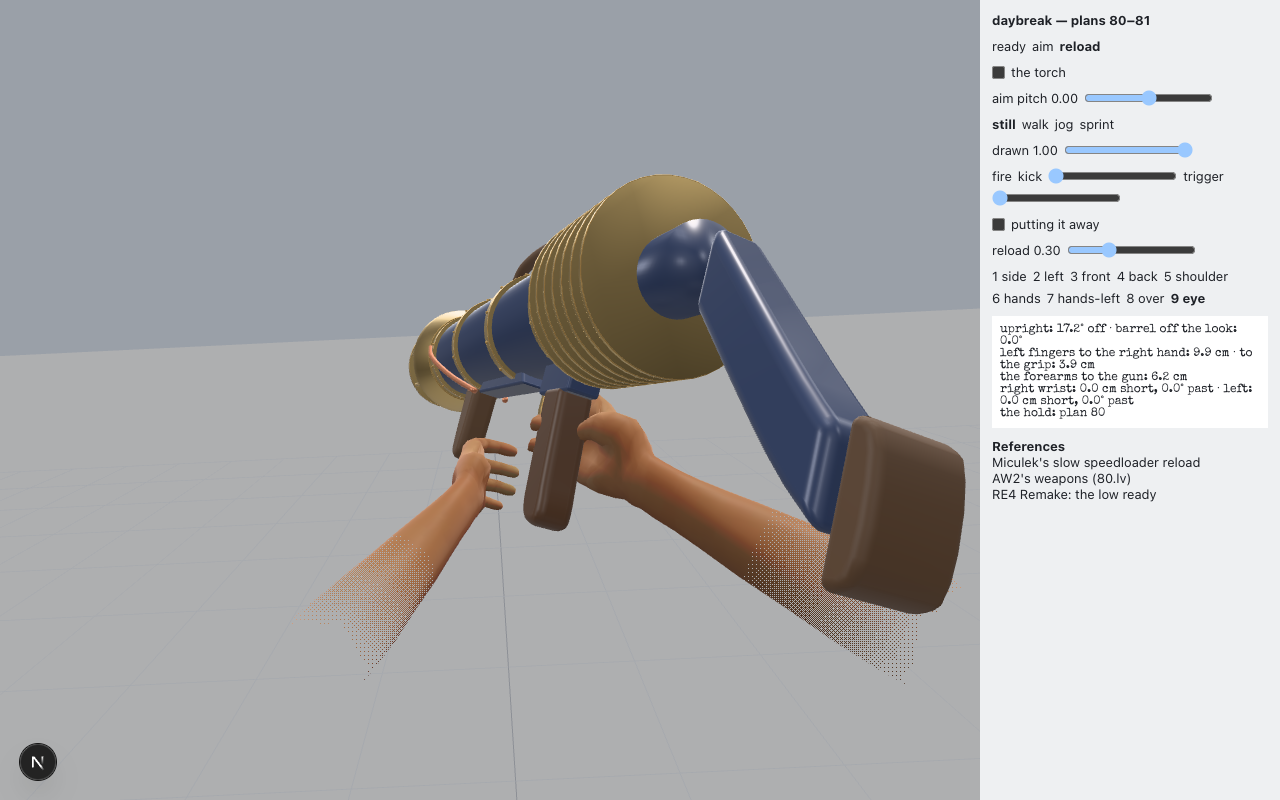 daybreak — plans 80–81
ready aim reload
the torch
aim pitch 0.00
still walk jog sprint
drawn 1.00
fire kick trigger
putting it away
reload 0.30
1 side 2 left 3 front 4 back 5 shoulder
6 hands 7 hands-left 8 over 9 eye
upright: 17.2° off · barrel off the look:
0.0°
left fingers to the right hand: 9.9 cm · to
the grip: 3.9 cm
the forearms to the gun: 6.2 cm
right wrist: 0.0 cm short, 0.0° past · left:
0.0 cm short, 0.0° past
the hold: plan 80
References
Miculek's slow speedloader reload
AW2's weapons (80.lv)
RE4 Remake: the low ready
N